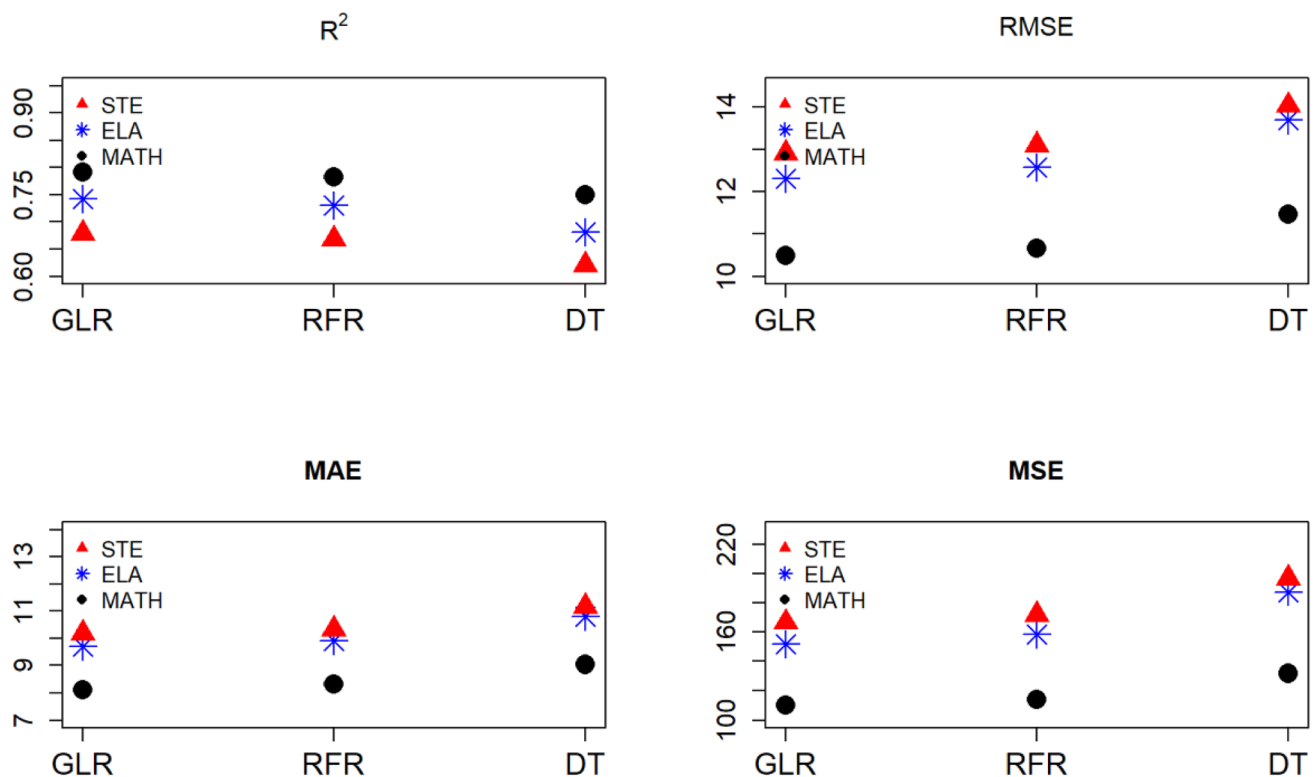 R²
0.90
0.75
0.60
STE
ELA
MATH
GLR RFR DT
RMSE
14
12
10
STE
ELA
MATH
GLR RFR DT
MAE
13
11
9
7
STE
ELA
MATH
GLR RFR DT
MSE
220
160
100
STE
ELA
MATH
GLR RFR DT